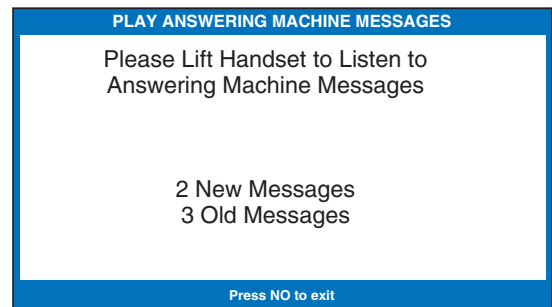 PLAY ANSWERING MACHINE MESSAGES
Please Lift Handset to Listen to
Answering Machine Messages
2 New Messages
3 Old Messages
Press NO to exit